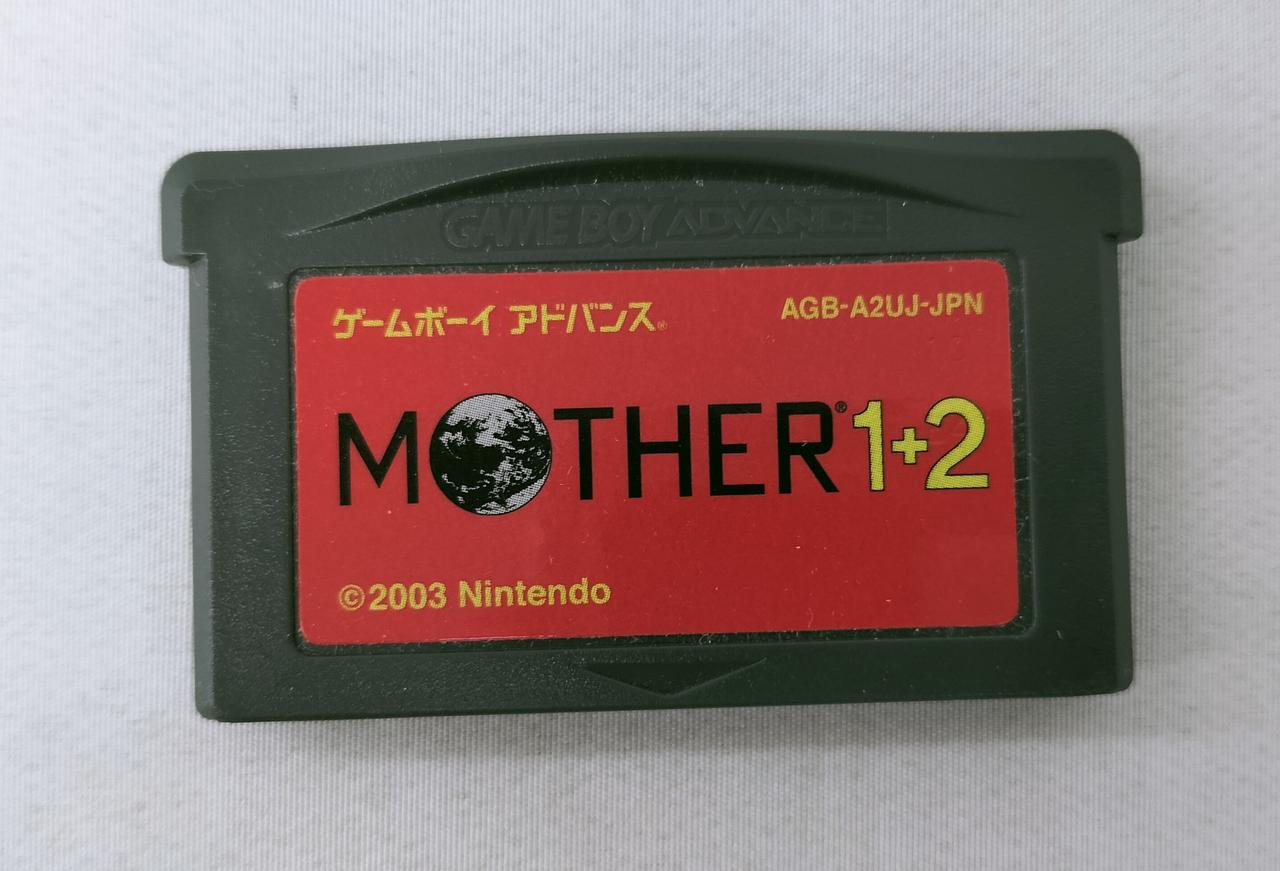 GAME BOY ADVANCE
ゲームボーイ アドバンス®
AGB-A2UJ-JPN
MOTHER® 1+2
©2003 Nintendo